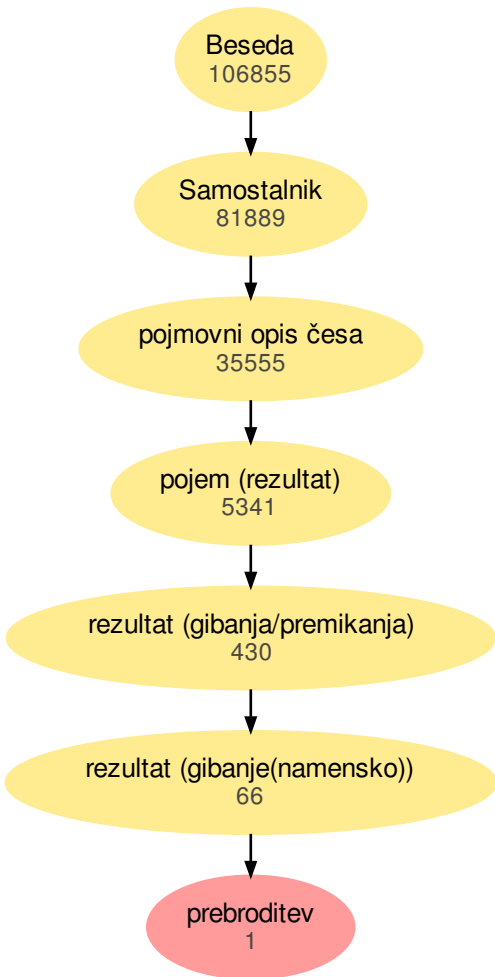 Beseda
106855
Samostalnik
81889
pojmovni opis česa
35555
pojem (rezultat)
5341
rezultat (gibanja/premikanja)
430
rezultat (gibanje(namensko))
66
prebroditev
1